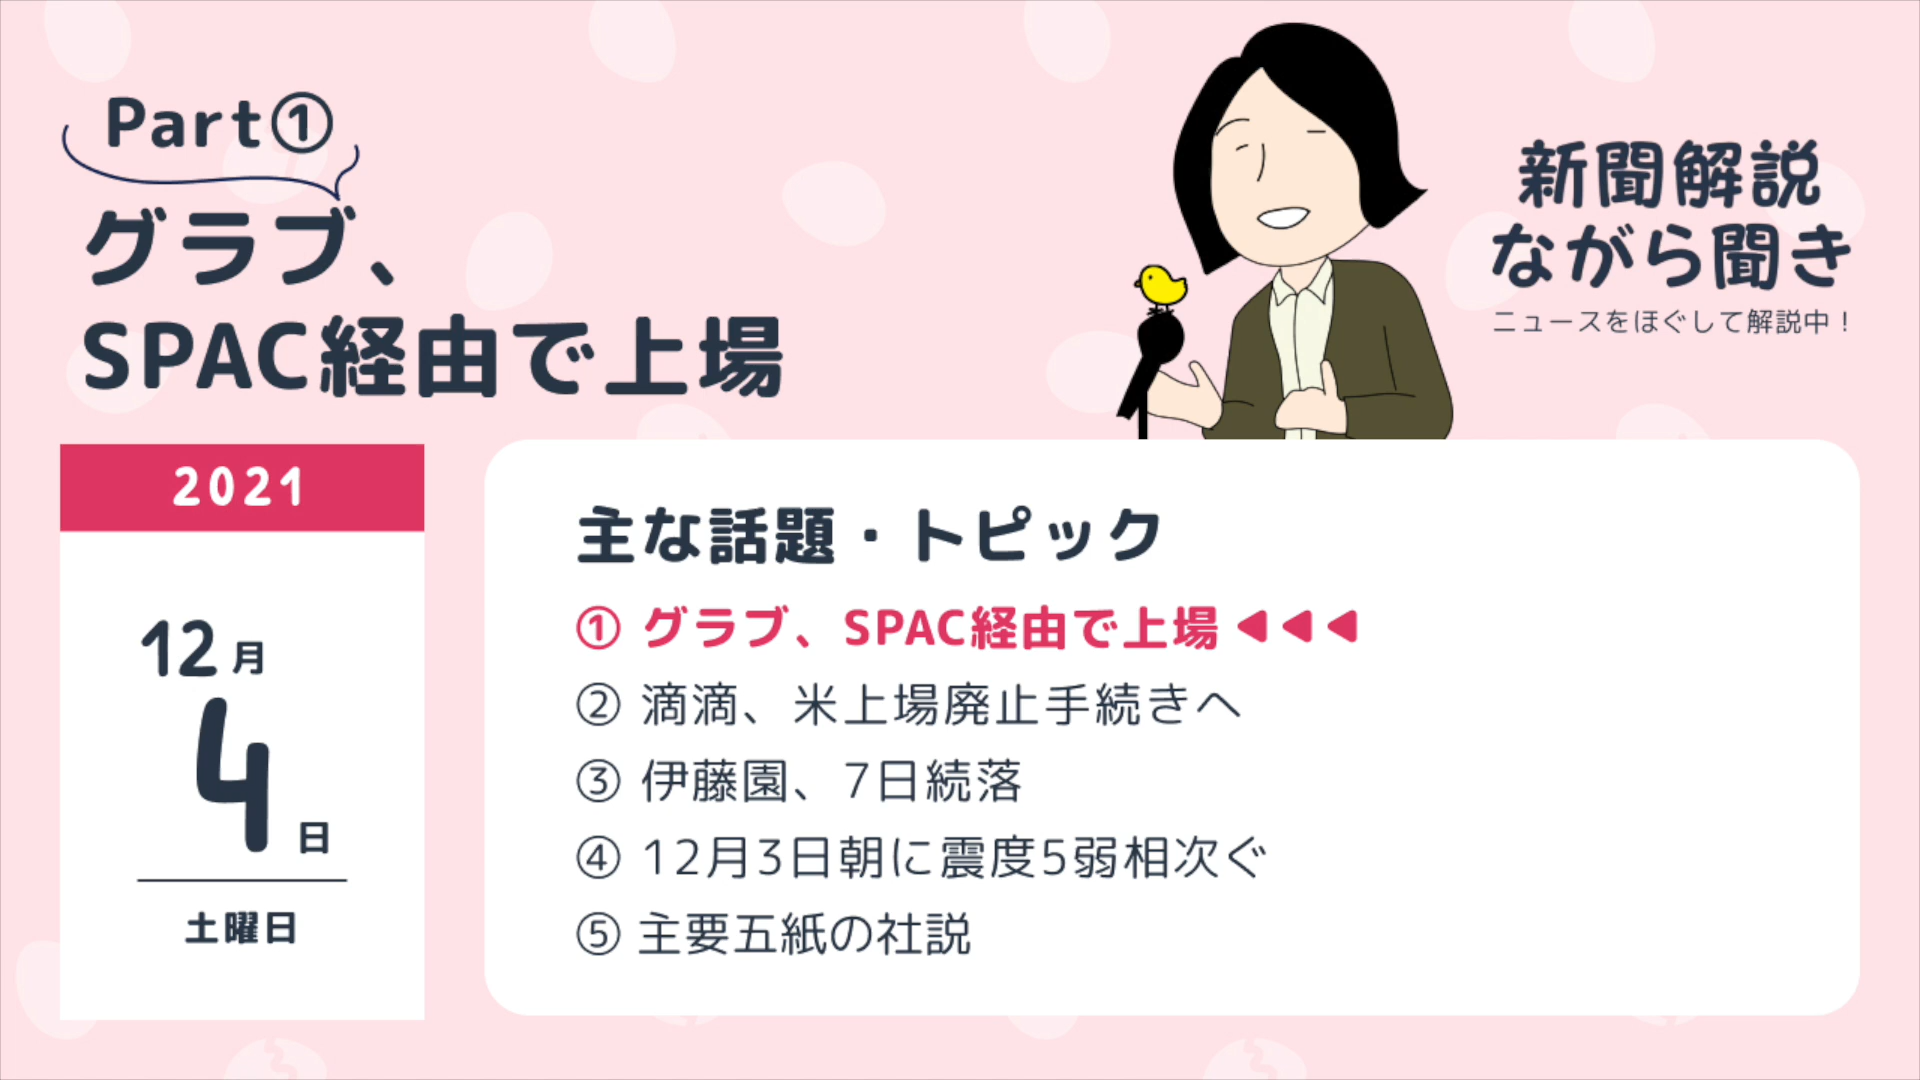 Part①
グラブ、
SPAC経由で上場
新聞解説
ながら聞き
ニュースをほぐして解説中！
2021
12月
4日
土曜日
主な話題・トピック
① グラブ、SPAC経由で上場 ◀◀◀
② 滴滴、米上場廃止手続きへ
③ 伊藤園、7日続落
④ 12月3日朝に震度5弱相次ぐ
⑤ 主要五紙の社説